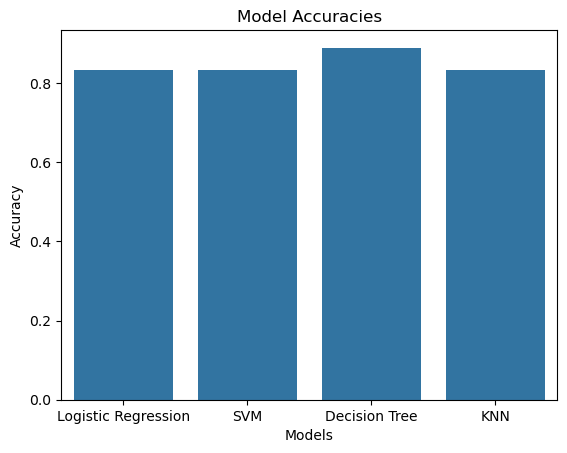 Model Accuracies
Accuracy
0.8
0.6
0.4
0.2
0.0
Logistic Regression SVM Decision Tree KNN
Models